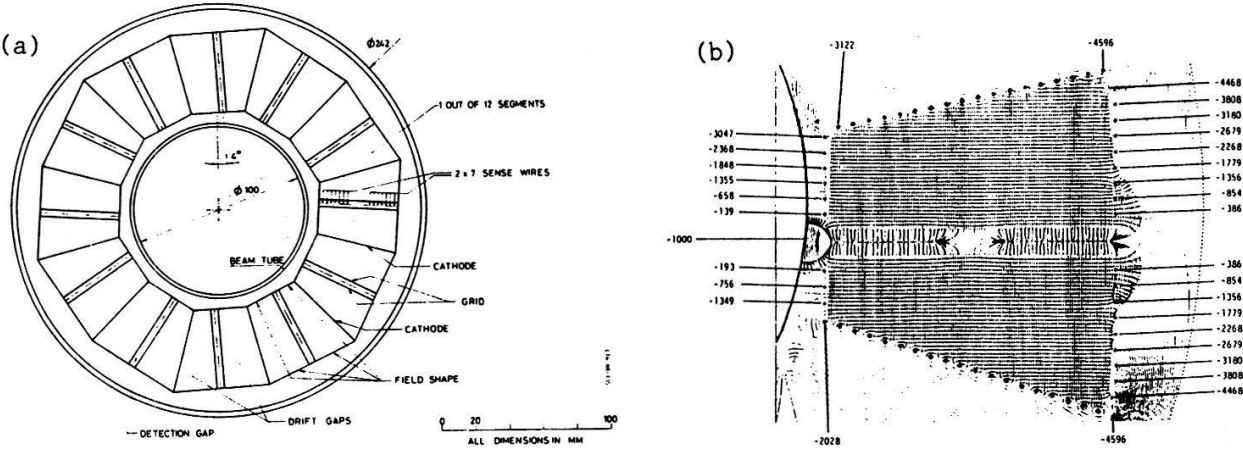 (a)
Φ242
1 OUT OF 12 SEGMENTS
14°
2 x 7 SENSE WIRES
Φ100
BEAM TUBE
CATHODE
GRID
CATHODE
FIELD SHAPE
DRIFT GAPS
DETECTION GAP
0 20 100
ALL DIMENSIONS IN MM
(b)
-3122
-4596
-3047
-2368
-1848
-1355
-658
-139
-1000
-193
-756
-1349
-2028
-4468
-3808
-3180
-2679
-2268
-1779
-1356
-854
-386
-386
-854
-1356
-1779
-2268
-2679
-3180
-3808
-4468
-4596